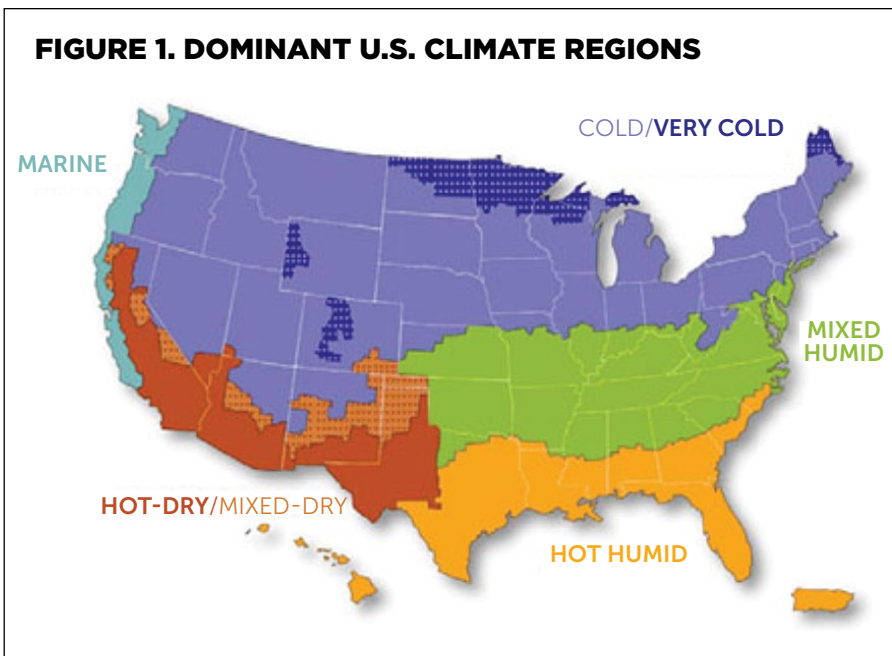 FIGURE 1. DOMINANT U.S. CLIMATE REGIONS
COLD/VERY COLD
MARINE
MIXED
HUMID
HOT-DRY/MIXED-DRY
HOT HUMID